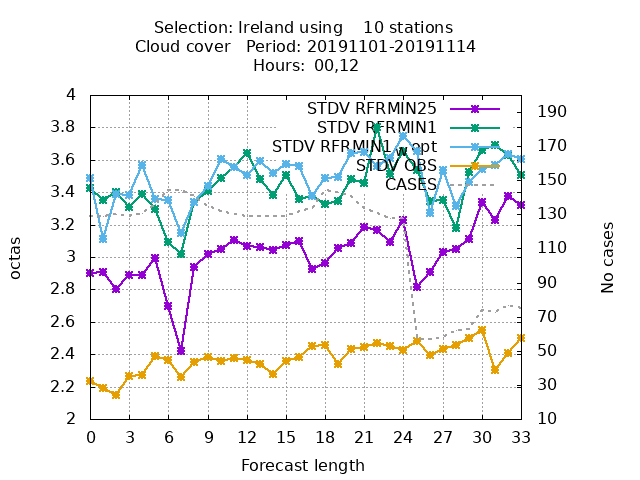 Selection: Ireland using 10 stations
Cloud cover Period: 20191101-20191114
Hours: 00,12
STDV RFRMIN25
STDV RFRMIN1
STDV RFRMIN1 opt
STDV OBS
CASES
4
3.8
3.6
3.4
3.2
3
2.8
2.6
2.4
2.2
2
octas
190
170
150
130
110
90
70
50
30
10
No cases
0 3 6 9 12 15 18 21 24 27 30 33
Forecast length